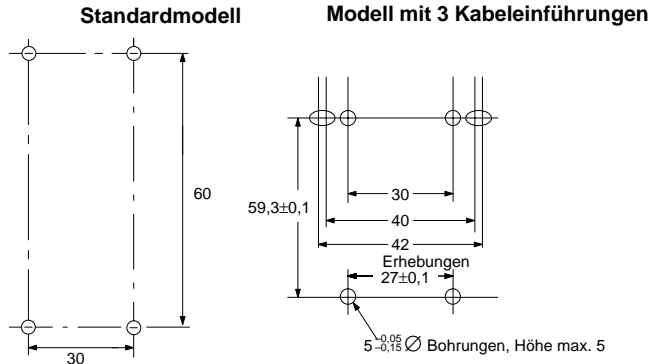 Standardmodell
Modell mit 3 Kabeleinführungen
60
30
59,3±0,1
30
40
42
Erhebungen
27±0,1
5 -0,05 -0,15 Ø Bohrungen, Höhe max. 5